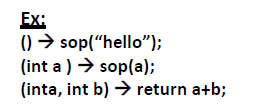 Ex:
() → sop(“hello”);
(int a ) → sop(a);
(inta, int b) → return a+b;